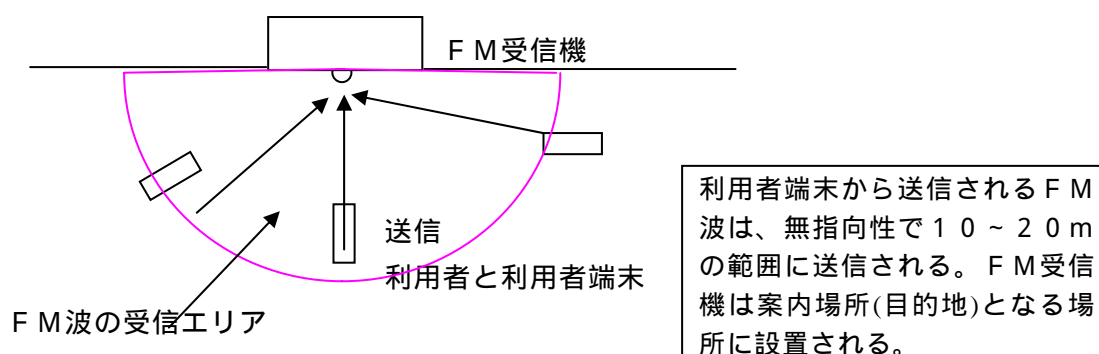 ＦＭ受信機
送信
利用者と利用者端末
ＦＭ波の受信エリア
利用者端末から送信されるＦＭ
波は、無指向性で１０～２０ｍ
の範囲に送信される。ＦＭ受信
機は案内場所(目的地)となる場
所に設置される。